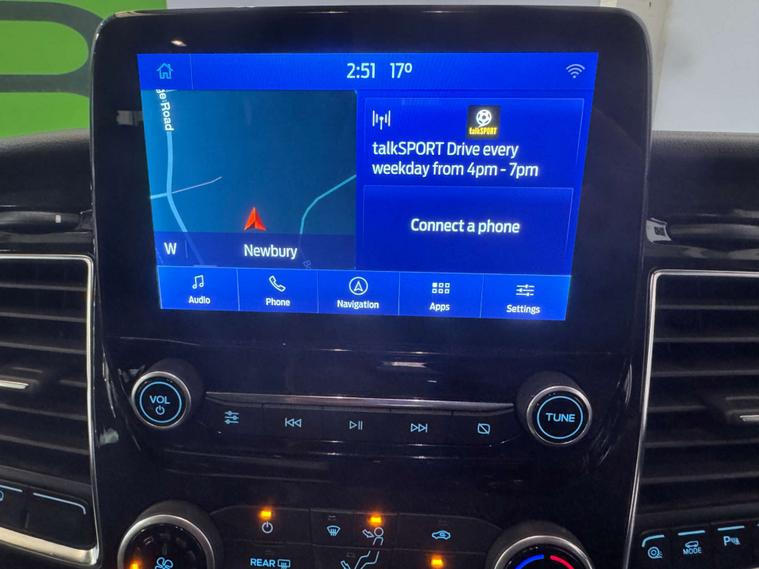 2:51 17°
ge Road
talkSPORT
talkSPORT Drive every
weekday from 4pm - 7pm
W Newbury
Connect a phone
Audio Phone Navigation Apps Settings
VOL
TUNE
REAR
MODE
P